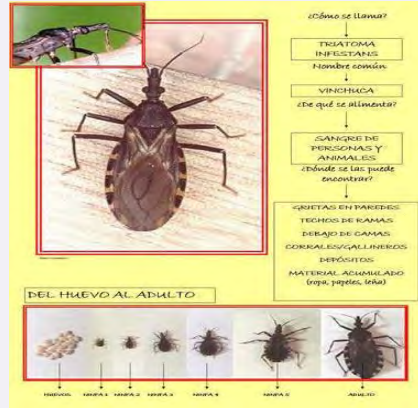 ¿Cómo se llama?
TRIATOMA
INFESTANS
Nombre común
VINCHUCA
¿De qué se alimenta?
SANGRE DE
PERSONAS Y
ANIMALES
¿Dónde se las puede
encontrar?
GRIETAS EN PAREDES
TECHOS DE RAMAS
DEBAJO DE CAMAS
CORRALES/GALLINEROS
DEPÓSITOS
MATERIAL ACUMULADO
(ropa, papeles, leña)
DEL HUEVO AL ADULTO
HUEVOS NINFA 1 NINFA 2 NINFA 3 NINFA 4 NINFA 5 ADULTO